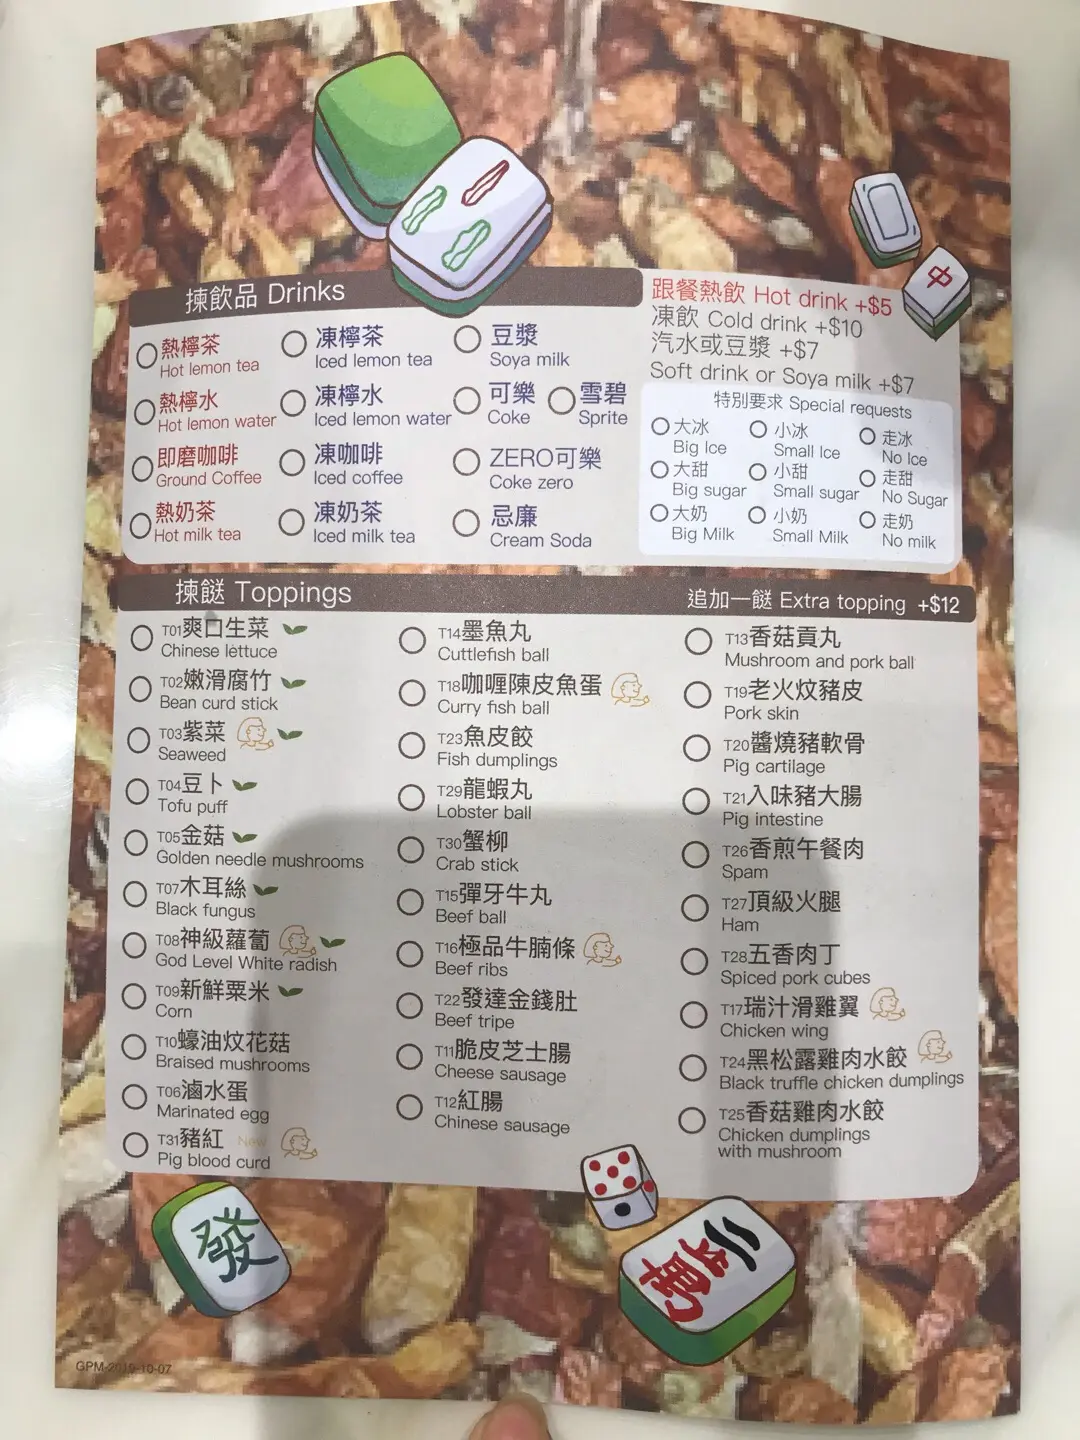 中
揀飲品 Drinks
熱檸茶
Hot lemon tea
凍檸茶
Iced lemon tea
豆漿
Soya milk
熱檸水
Hot lemon water
凍檸水
Iced lemon water
可樂
Coke
雪碧
Sprite
即磨咖啡
Ground Coffee
凍咖啡
Iced coffee
ZERO可樂
Coke zero
熱奶茶
Hot milk tea
凍奶茶
Iced milk tea
忌廉
Cream Soda
跟餐熱飲 Hot drink +$5
凍飲 Cold drink +$10
汽水或豆漿 +$7
Soft drink or Soya milk +$7
特別要求 Special requests
大冰
Big Ice
小冰
Small Ice
走冰
No Ice
大甜
Big sugar
小甜
Small sugar
走甜
No Sugar
大奶
Big Milk
小奶
Small Milk
走奶
No milk
揀餸 Toppings
追加一餸 Extra topping +$12
T01爽口生菜
Chinese lettuce
T02嫩滑腐竹
Bean curd stick
T03紫菜
Seaweed
T04豆卜
Tofu puff
T05金菇
Golden needle mushrooms
T07木耳絲
Black fungus
T08神級蘿蔔
God Level White radish
T09新鮮粟米
Corn
T10蠔油炆花菇
Braised mushrooms
T06滷水蛋
Marinated egg
T31豬紅 New
Pig blood curd
T14墨魚丸
Cuttlefish ball
T18咖喱陳皮魚蛋
Curry fish ball
T23魚皮餃
Fish dumplings
T29龍蝦丸
Lobster ball
T30蟹柳
Crab stick
T15彈牙牛丸
Beef ball
T16極品牛腩條
Beef ribs
T22發達金錢肚
Beef tripe
T11脆皮芝士腸
Cheese sausage
T12紅腸
Chinese sausage
T13香菇貢丸
Mushroom and pork ball
T19老火炆豬皮
Pork skin
T20醬燒豬軟骨
Pig cartilage
T21入味豬大腸
Pig intestine
T26香煎午餐肉
Spam
T27頂級火腿
Ham
T28五香肉丁
Spiced pork cubes
T17瑞汁滑雞翼
Chicken wing
T24黑松露雞肉水餃
Black truffle chicken dumplings
T25香菇雞肉水餃
Chicken dumplings
with mushroom
發
GPM-2019-10-07